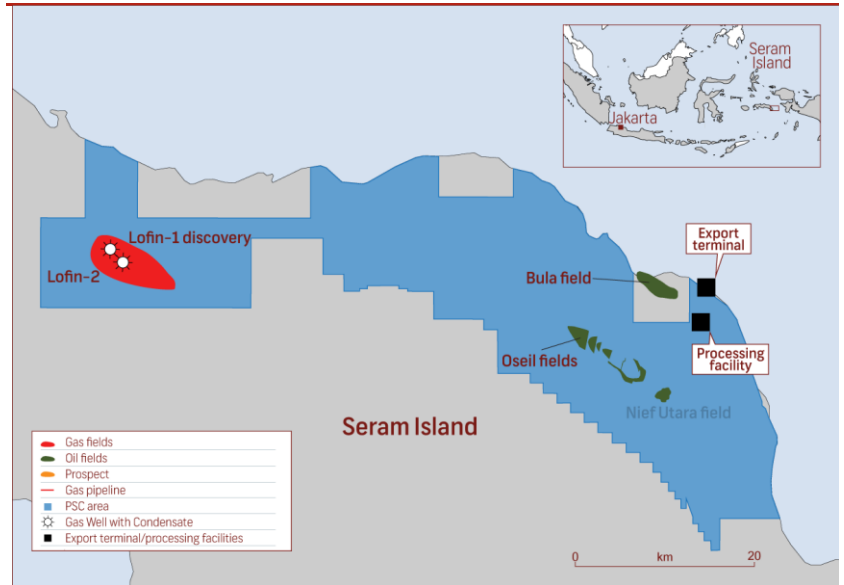 Seram
Island
Jakarta
Lofin-1 discovery
Lofin-2
Export
terminal
Bula field
Processing
facility
Oseil fields
Nief Utara field
Seram Island
Gas fields
Oil fields
Prospect
Gas pipeline
PSC area
Gas Well with Condensate
Export terminal/processing facilities
0 km 20